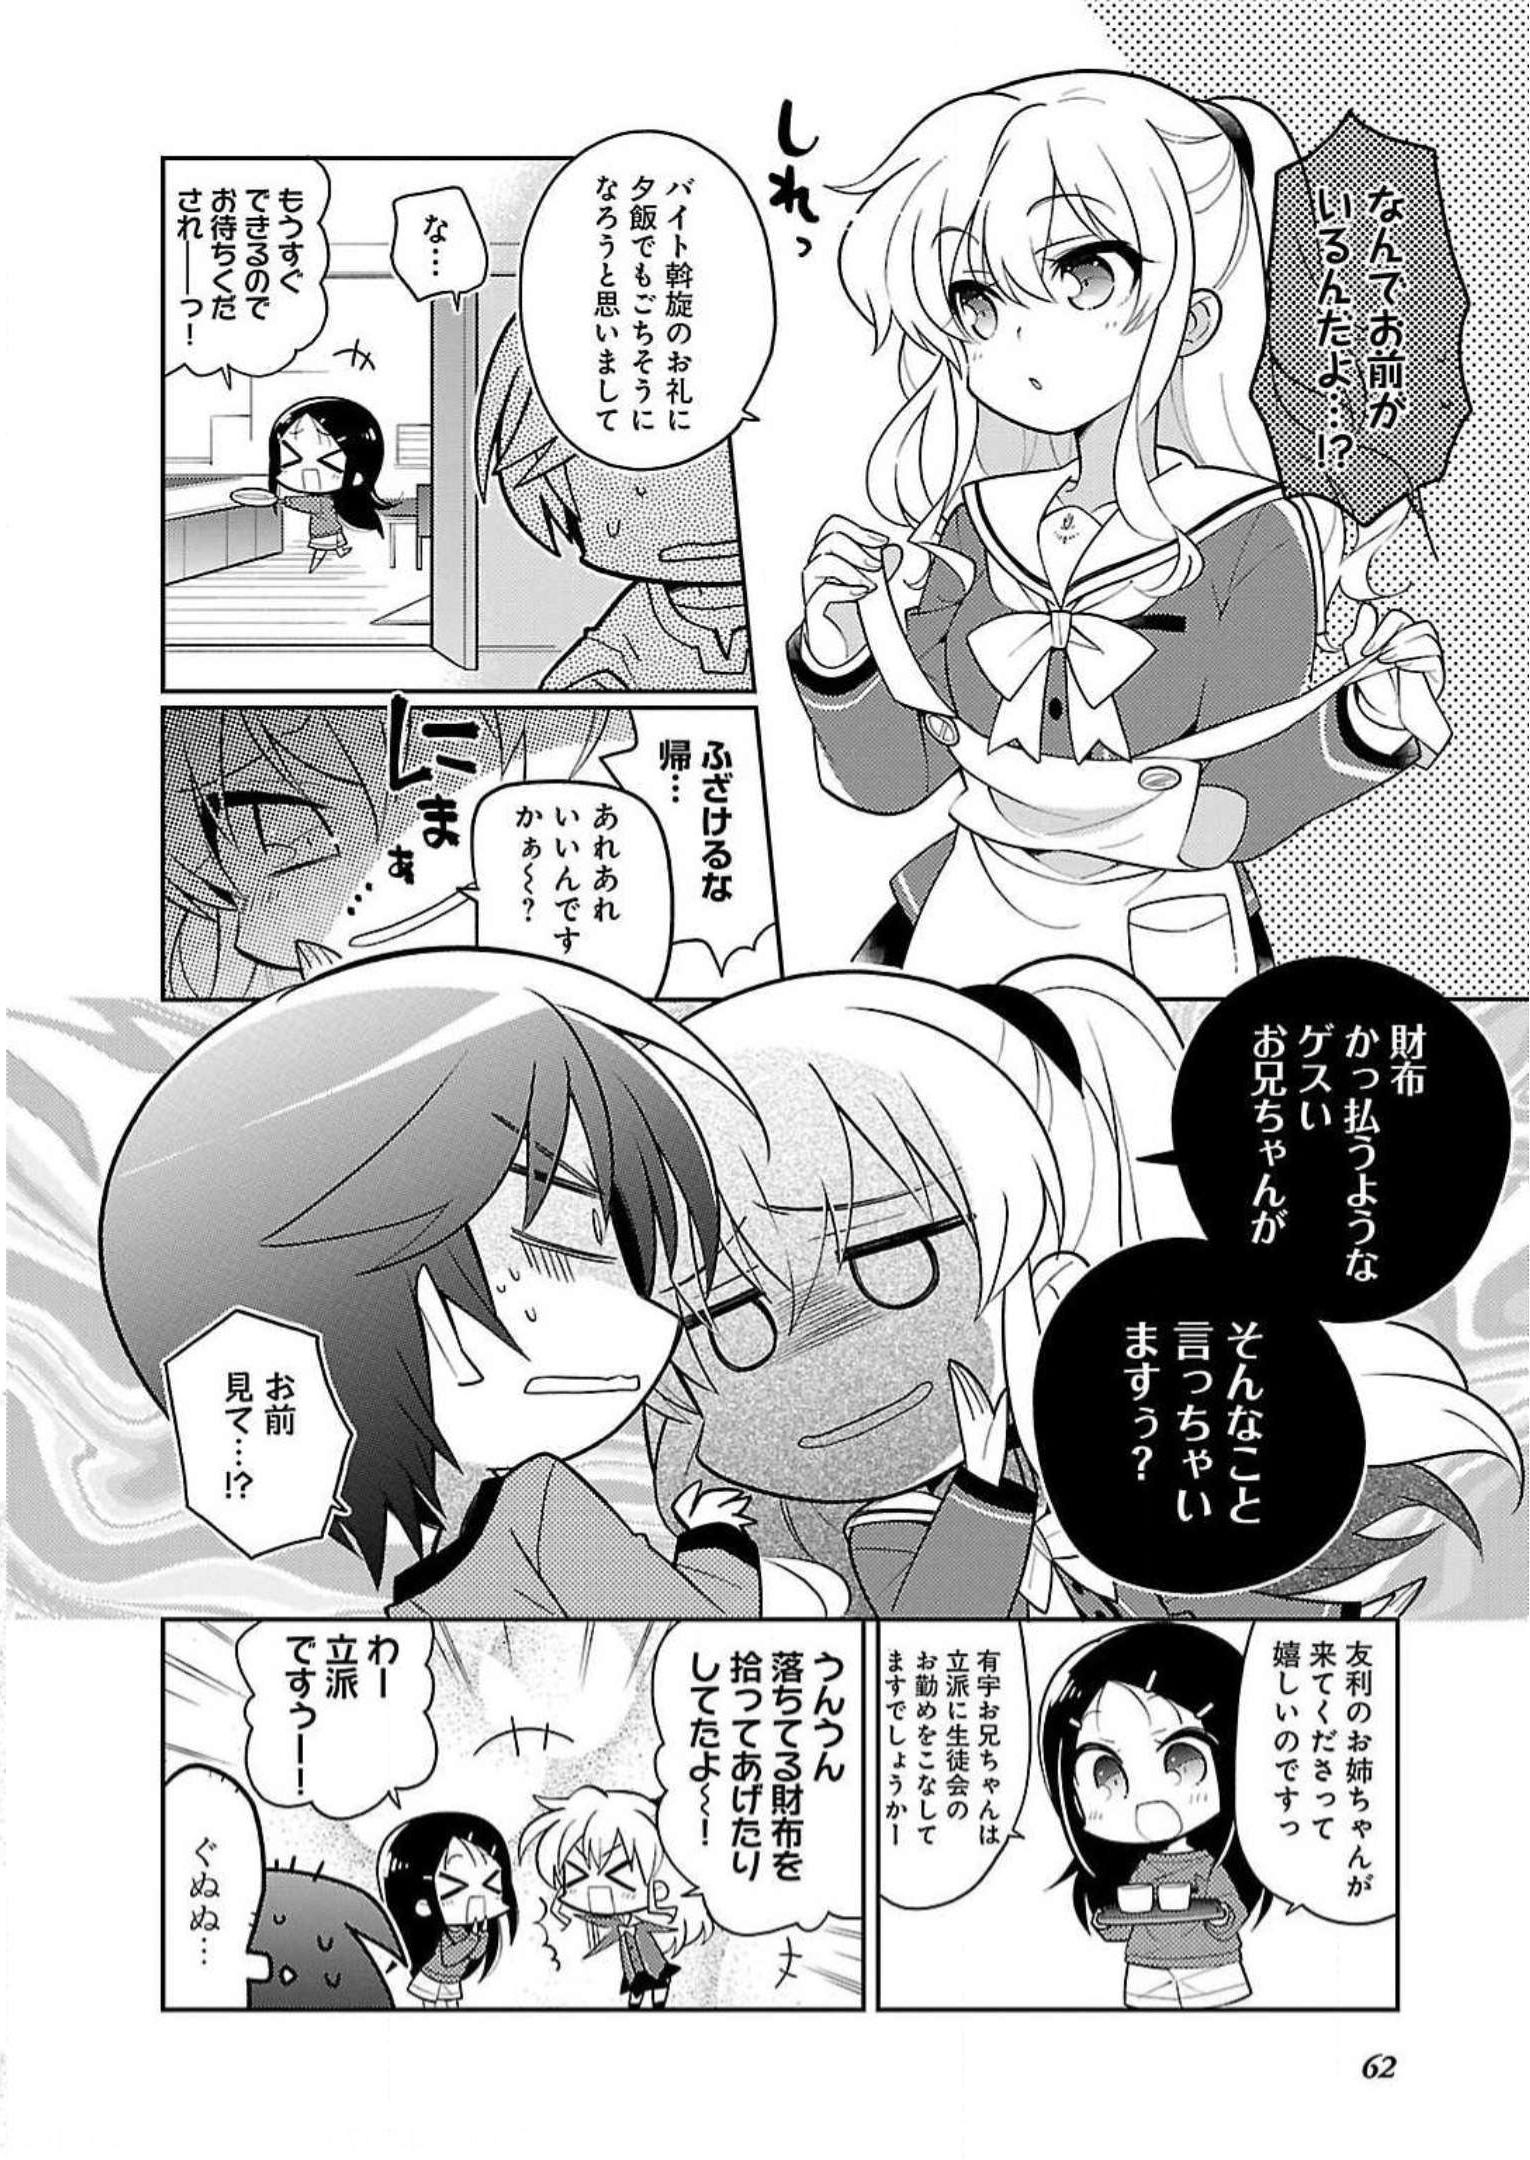 なんでお前が
いるんだよ…!?
しれっ
バイト斡旋のお礼に
夕飯でもごちそうに
なろうと思いまして
な…
もうすぐ
できるので
お待ちくだ
されーーっ!
ふざけるな
帰…
あれあれ
いいんです
かぁ〜?
にまぁ…
財布
かっ払うような
ゲスい
お兄ちゃんが
そんなこと
言っちゃい
ますぅ?
お前
見て…!?
友利のお姉ちゃんが
来てくださって
嬉しいのですっ
有宇お兄ちゃんは
立派に生徒会の
お勤めをこなして
ますでしょうかー
うんうん
落ちてる財布を
拾ってあげたり
してたよ〜!
わー
立派
ですぅー!
ぐぬぬ…
62